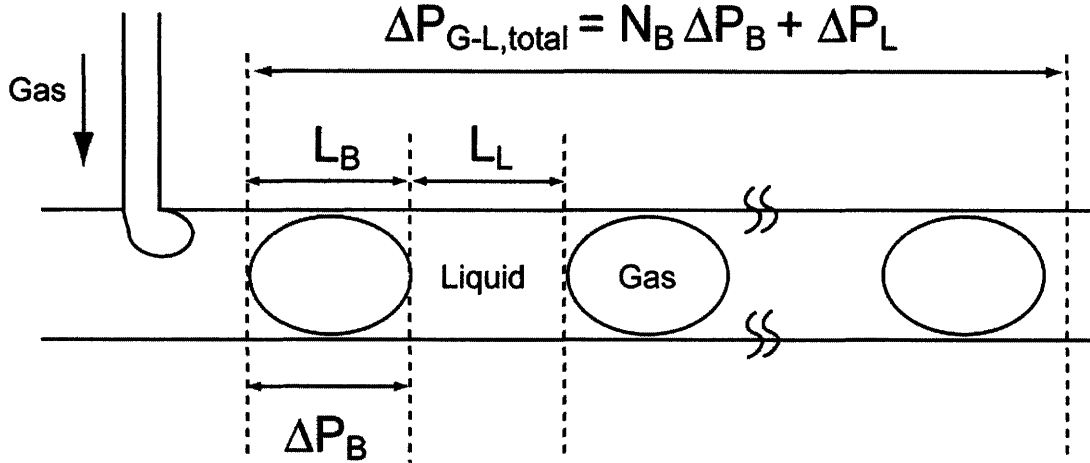 ΔP_G-L,total = N_B ΔP_B + ΔP_L
Gas
L_B
L_L
Liquid
Gas
ΔP_B